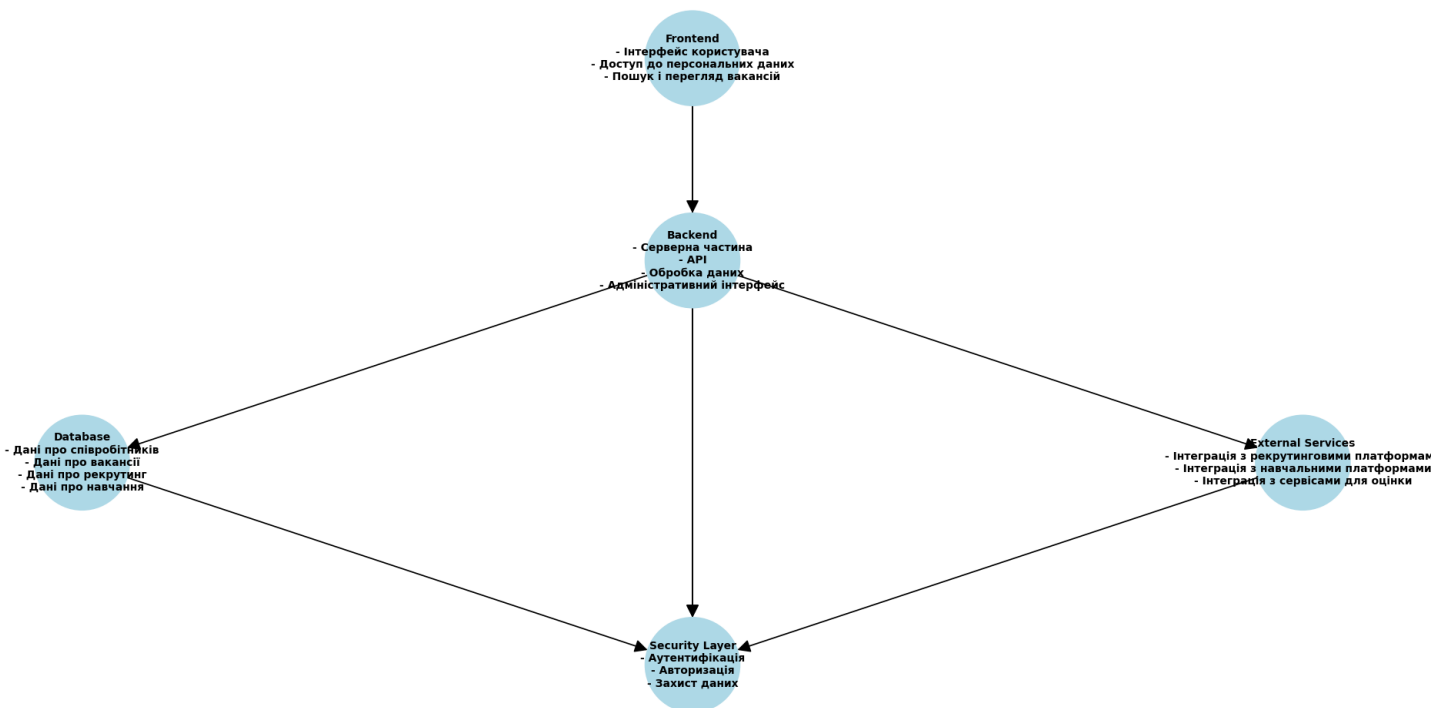 Frontend
- Інтерфейс користувача
- Доступ до персональних даних
- Пошук і перегляд вакансій
Backend
- Серверна частина
- API
- Обробка даних
- Адміністративний інтерфейс
Database
- Дані про співробітників
- Дані про вакансії
- Дані про рекрутинг
- Дані про навчання
External Services
- Інтеграція з рекрутинговими платформам
- Інтеграція з навчальними платформами
- Інтеграція з сервісами для оцінки
Security Layer
- Аутентифікація
- Авторизація
- Захист даних